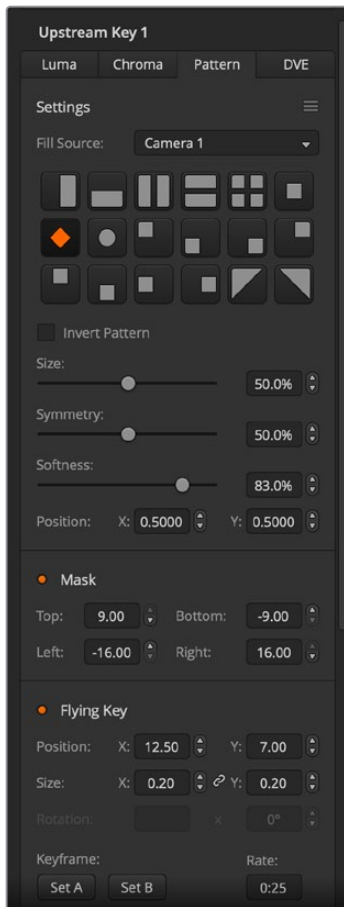 Upstream Key 1
Luma Chroma Pattern DVE
Settings
Fill Source: Camera 1
Invert Pattern
Size:
50.0%
Symmetry:
50.0%
Softness:
83.0%
Position: X: 0.5000 Y: 0.5000
Mask
Top: 9.00 Bottom: -9.00
Left: -16.00 Right: 16.00
Flying Key
Position: X: 12.50 Y: 7.00
Size: X: 0.20 Y: 0.20
Rotation: x 0°
Keyframe: Rate:
Set A Set B 0:25